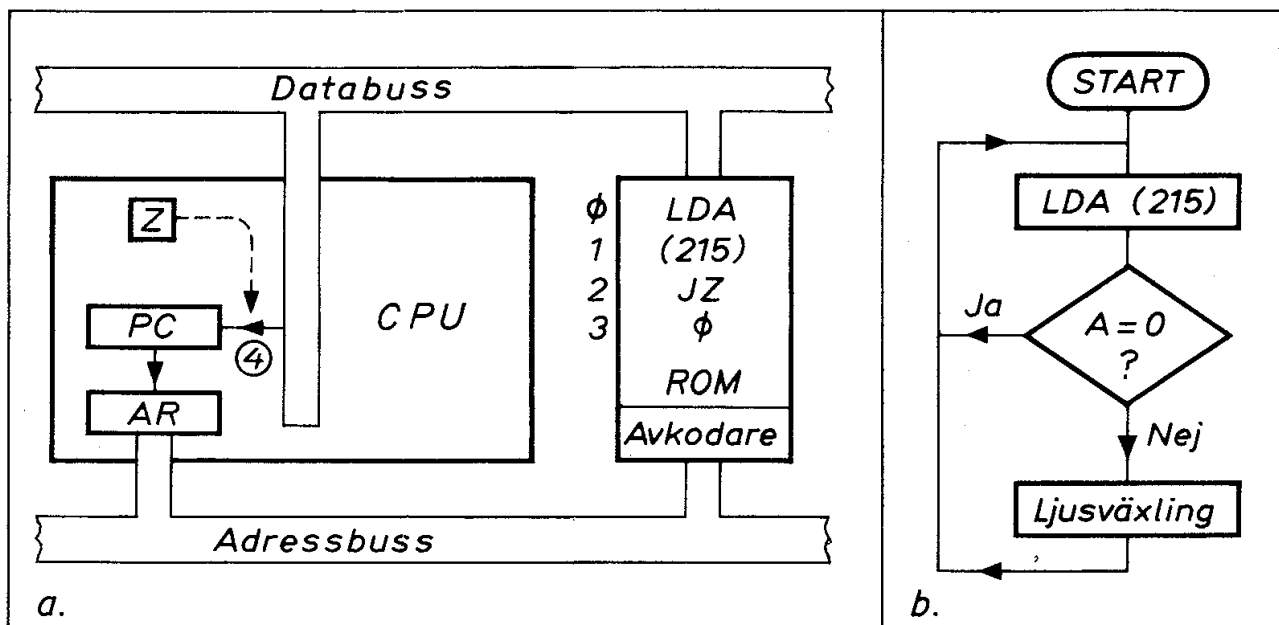 Databuss
Z
PC
④
AR
CPU
φ LDA
1 (215)
2 JZ
3 φ
ROM
Avkodare
Adressbuss
a.
START
LDA (215)
Ja
A=0
?
Nej
Ljusväxling
b.